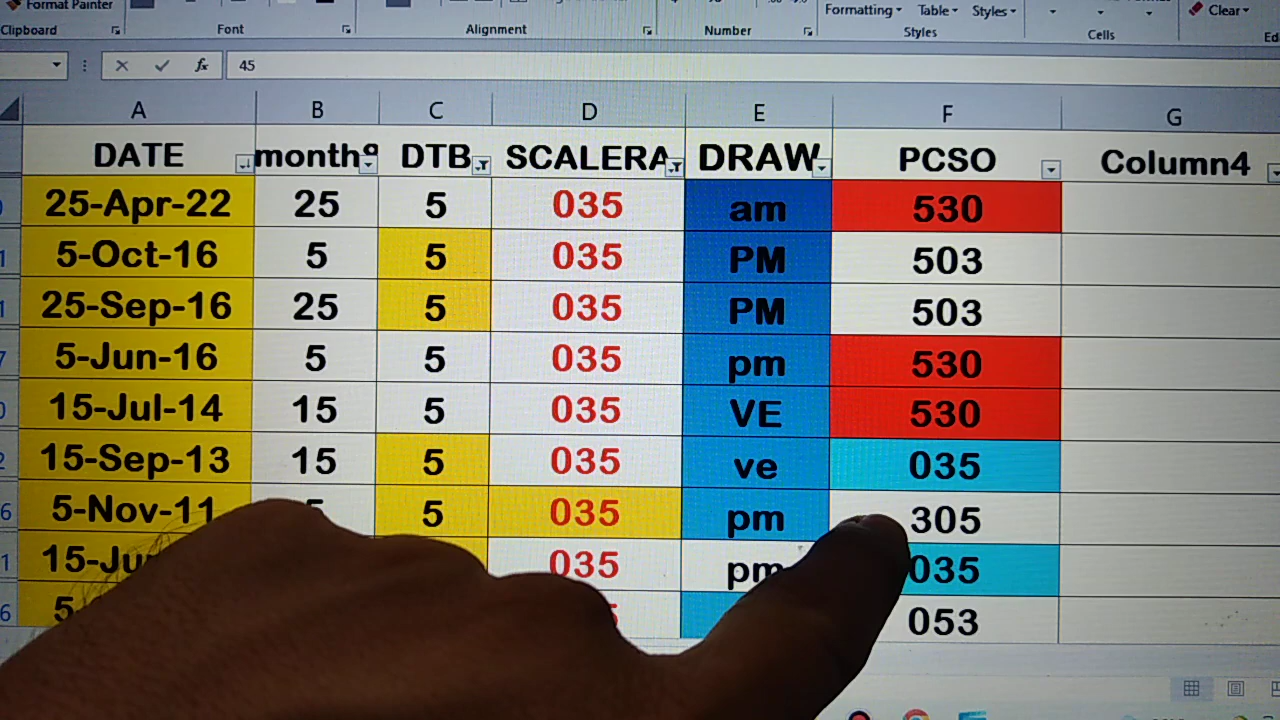 Format Painter
Formatting Table Styles Clear
Clipboard Font Alignment Number Styles Cells Ed
fx 45
A B C D E F G
DATE month DTB SCALERA DRAW PCSO Column4
25-Apr-22 25 5 035 am 530
5-Oct-16 5 5 035 PM 503
25-Sep-16 25 5 035 PM 503
5-Jun-16 5 5 035 pm 530
15-Jul-14 15 5 035 VE 530
15-Sep-13 15 5 035 ve 035
5-Nov-11 5 035 pm 305
035 pm 035
053